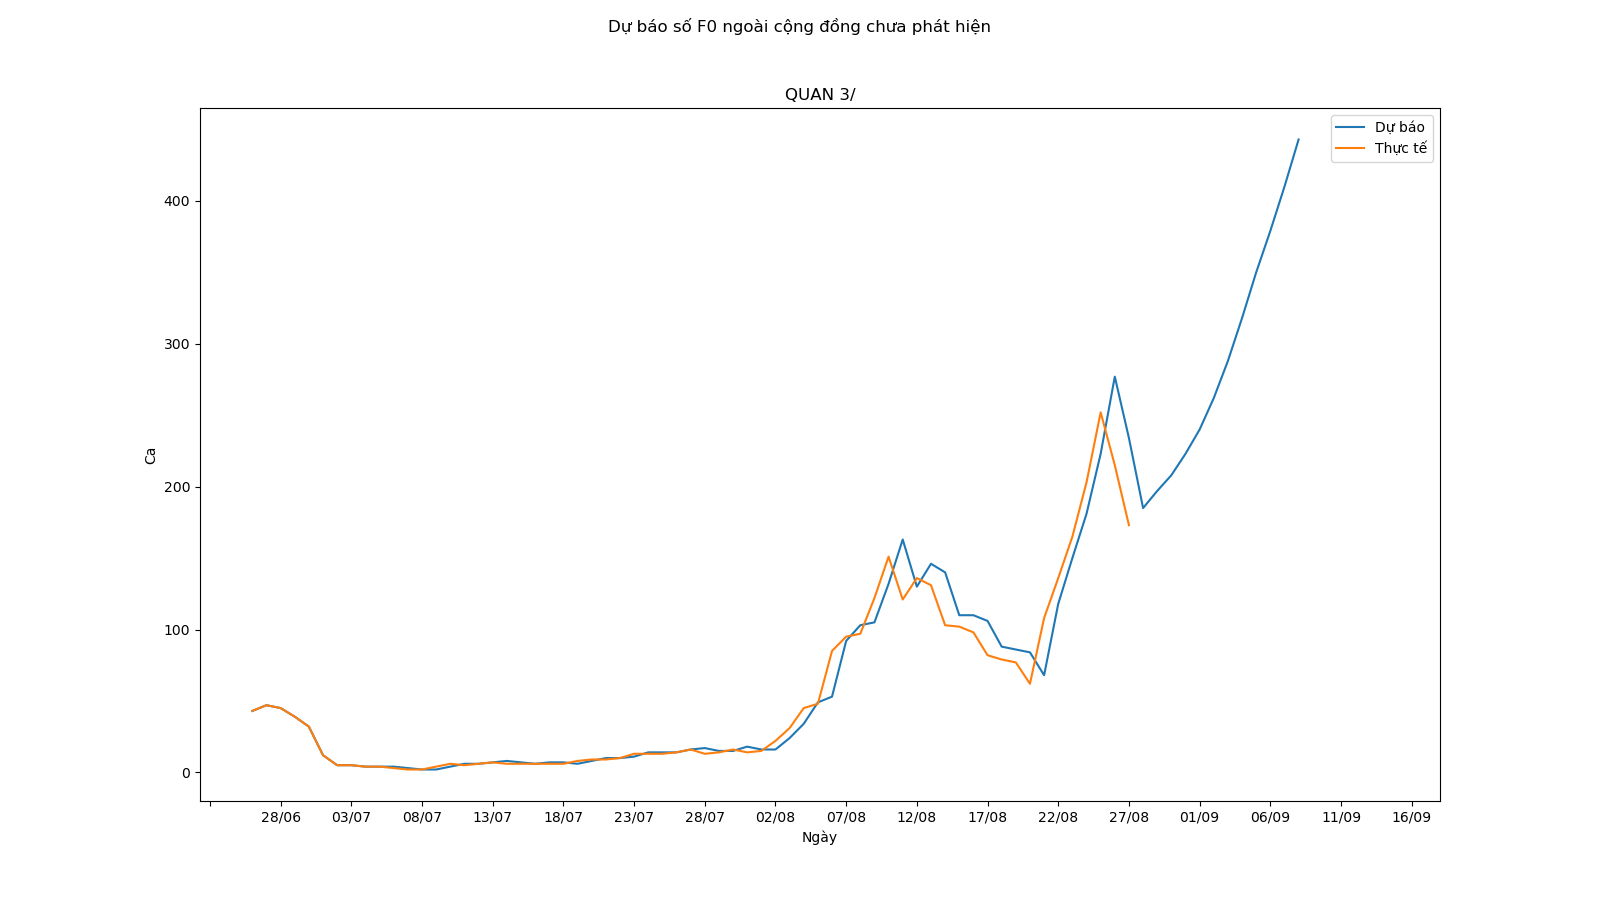 Dự báo số F0 ngoài cộng đồng chưa phát hiện
QUAN 3/
Dự báo
Thực tế
400
300
200
100
0
Ca
28/06 03/07 08/07 13/07 18/07 23/07 28/07 02/08 07/08 12/08 17/08 22/08 27/08 01/09 06/09 11/09 16/09
Ngày